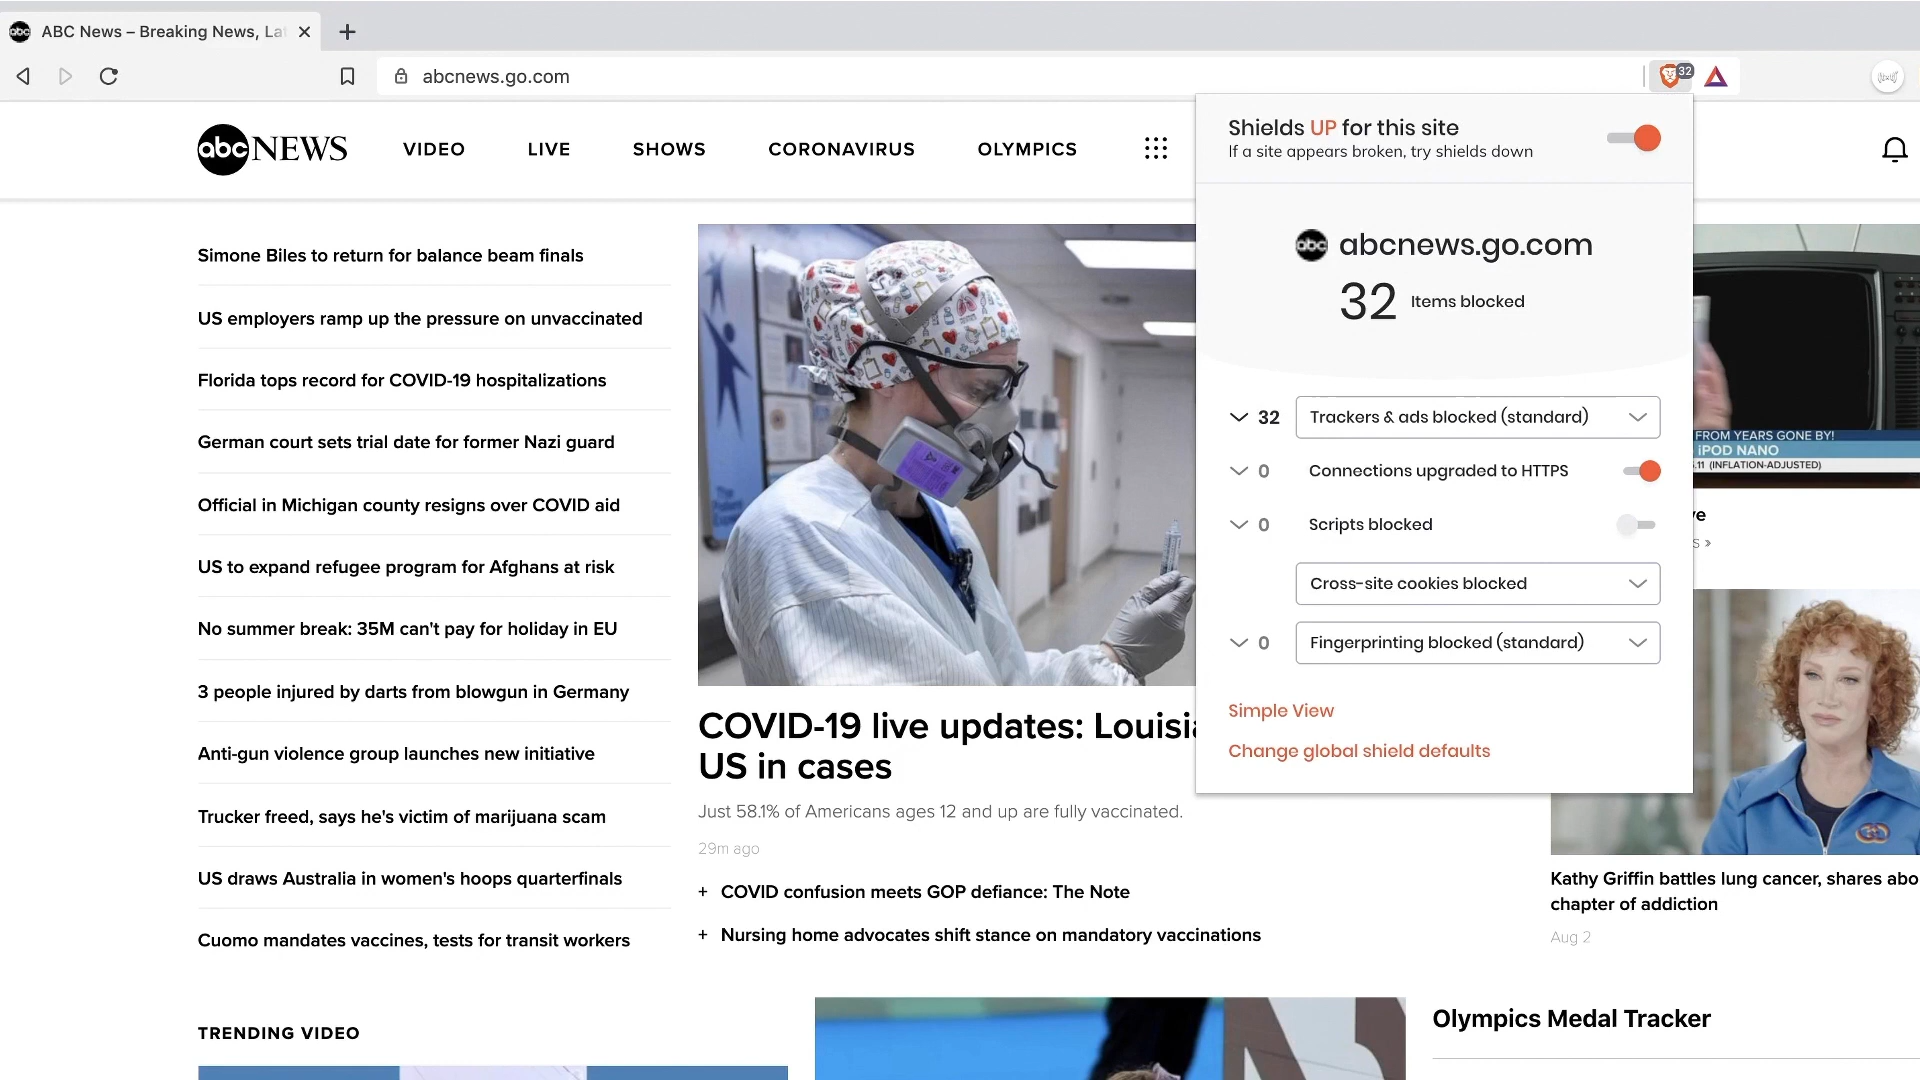 ABC News – Breaking News, La
abcnews.go.com
32
abc NEWS
VIDEO
LIVE
SHOWS
CORONAVIRUS
OLYMPICS
Shields UP for this site
If a site appears broken, try shields down
abc abcnews.go.com
32 Items blocked
32 Trackers & ads blocked (standard)
0 Connections upgraded to HTTPS
0 Scripts blocked
Cross-site cookies blocked
0 Fingerprinting blocked (standard)
Simple View
Change global shield defaults
Simone Biles to return for balance beam finals
US employers ramp up the pressure on unvaccinated
Florida tops record for COVID-19 hospitalizations
German court sets trial date for former Nazi guard
Official in Michigan county resigns over COVID aid
US to expand refugee program for Afghans at risk
No summer break: 35M can't pay for holiday in EU
3 people injured by darts from blowgun in Germany
Anti-gun violence group launches new initiative
Trucker freed, says he's victim of marijuana scam
US draws Australia in women's hoops quarterfinals
Cuomo mandates vaccines, tests for transit workers
TRENDING VIDEO
COVID-19 live updates: Louisi
US in cases
Just 58.1% of Americans ages 12 and up are fully vaccinated.
29m ago
+ COVID confusion meets GOP defiance: The Note
+ Nursing home advocates shift stance on mandatory vaccinations
FROM YEARS GONE BY!
iPOD NANO
.11 (INFLATION-ADJUSTED)
Kathy Griffin battles lung cancer, shares abo
chapter of addiction
Aug 2
Olympics Medal Tracker